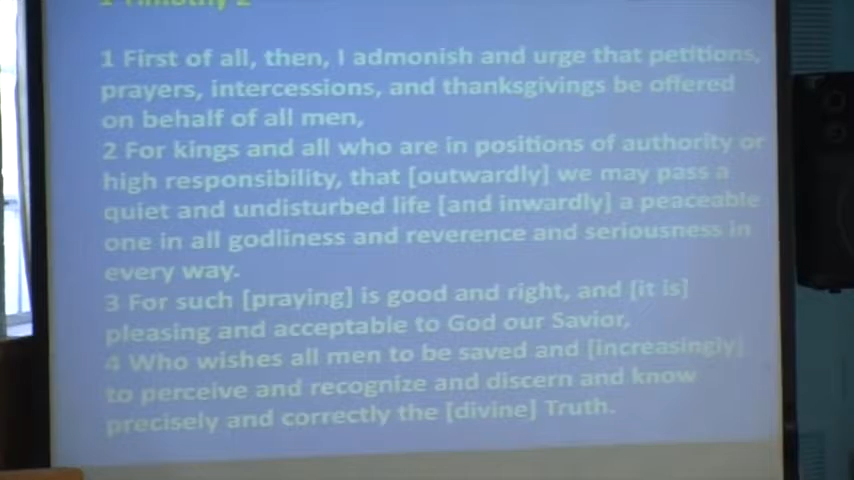 1 Timothy 2
1 First of all, then, I admonish and urge that petitions,
prayers, intercessions, and thanksgivings be offered
on behalf of all men,
2 For kings and all who are in positions of authority or
high responsibility, that [outwardly] we may pass a
quiet and undisturbed life [and inwardly] a peaceable
one in all godliness and reverence and seriousness in
every way.
3 For such [praying] is good and right, and [it is]
pleasing and acceptable to God our Savior,
4 Who wishes all men to be saved and [increasingly]
to perceive and recognize and discern and know
precisely and correctly the [divine] Truth.